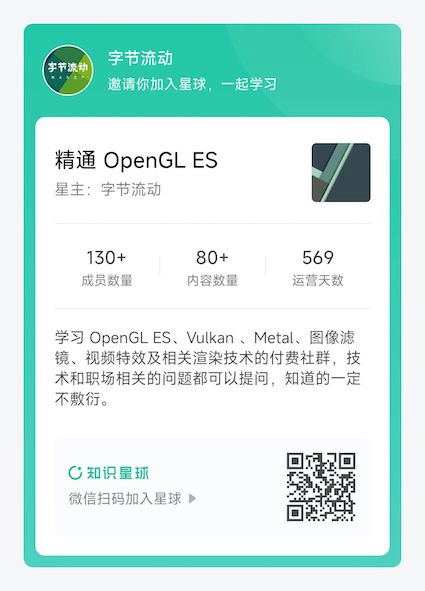 字节流动
字节流动
邀请你加入星球，一起学习
精通 OpenGL ES
星主：字节流动
130+
成员数量
80+
内容数量
569
运营天数
学习 OpenGL ES、Vulkan 、Metal、图像滤
镜、视频特效及相关渲染技术的付费社群，技
术和职场相关的问题都可以提问，知道的一定
不敷衍。
知识星球
微信扫码加入星球